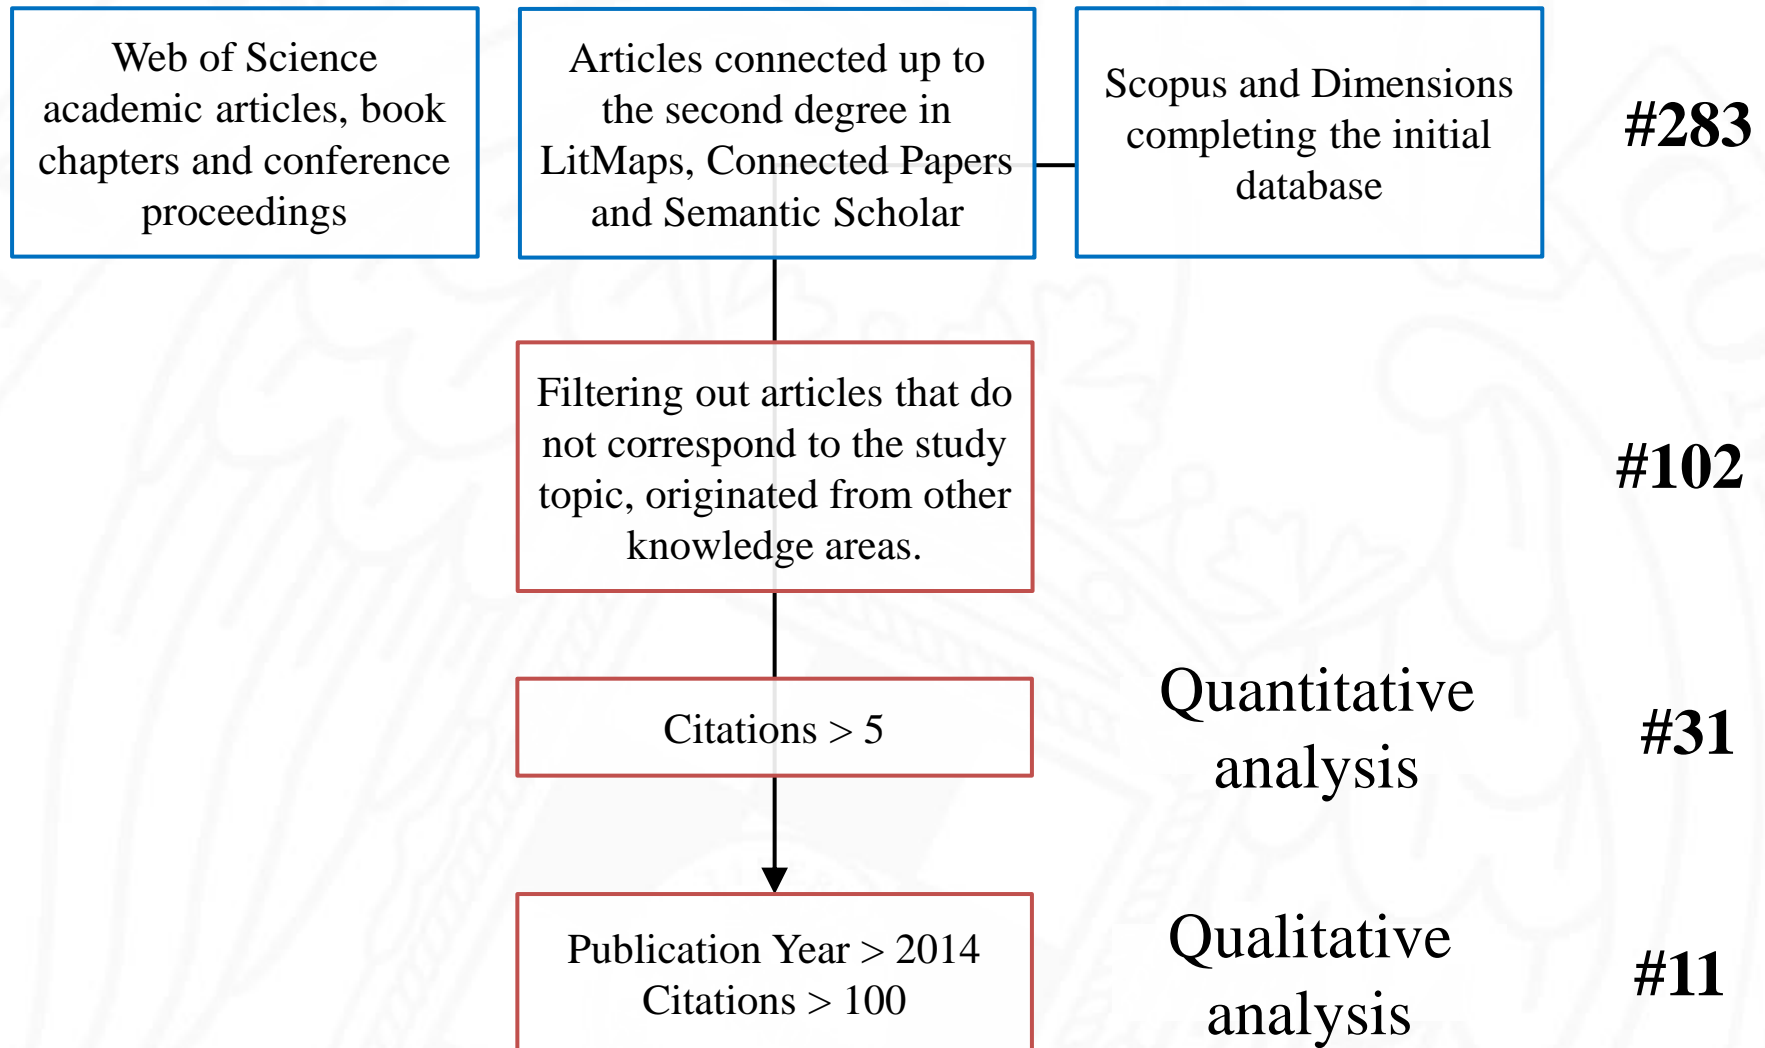 Web of Science
academic articles, book
chapters and conference
proceedings
Articles connected up to
the second degree in
LitMaps, Connected Papers
and Semantic Scholar
Scopus and Dimensions
completing the initial
database
#283
Filtering out articles that do
not correspond to the study
topic, originated from other
knowledge areas.
#102
Citations > 5
Quantitative
analysis
#31
Publication Year > 2014
Citations > 100
Qualitative
analysis
#11